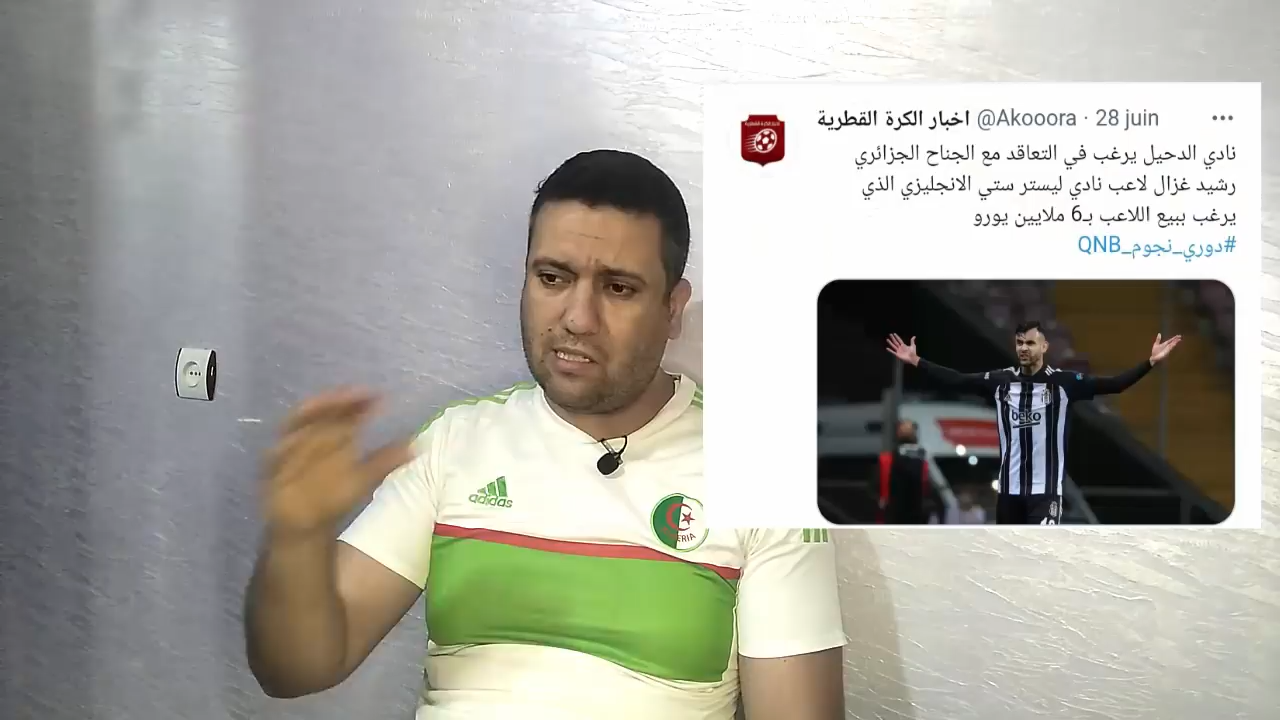 اخبار الكرة القطرية @Akooora · 28 juin
نادي الدحيل يرغب في التعاقد مع الجناح الجزائري
رشيد غزال لاعب نادي ليستر ستي الانجليزي الذي
يرغب ببيع اللاعب بـ6 ملايين يورو
#دوري_نجوم_QNB
beko
adidas
ERIA